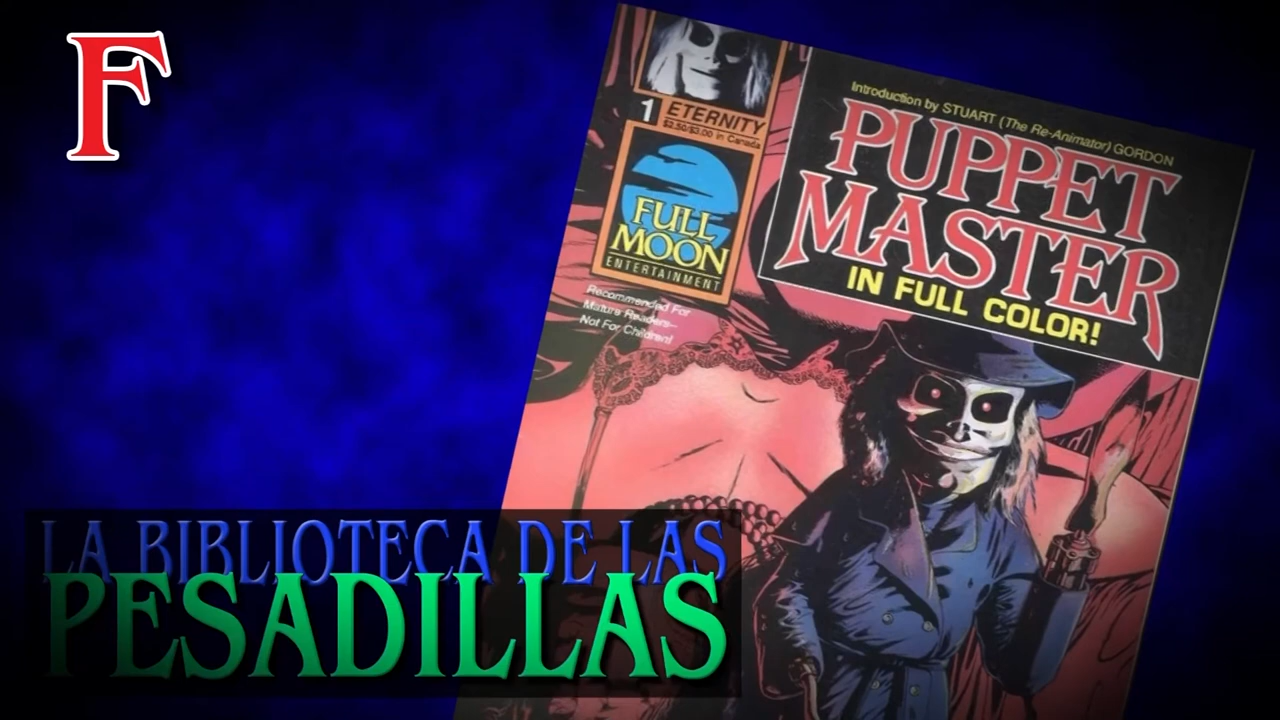 F
1
ETERNITY
$2.50/$3.00 in Canada
FULL
MOON
ENTERTAINMENT
Recommended For
Mature Readers–
Not For Children!
Introduction by STUART (The Re-Animator) GORDON
PUPPET
MASTER
IN FULL COLOR!
LA BIBLIOTECA DE LAS
PESADILLAS